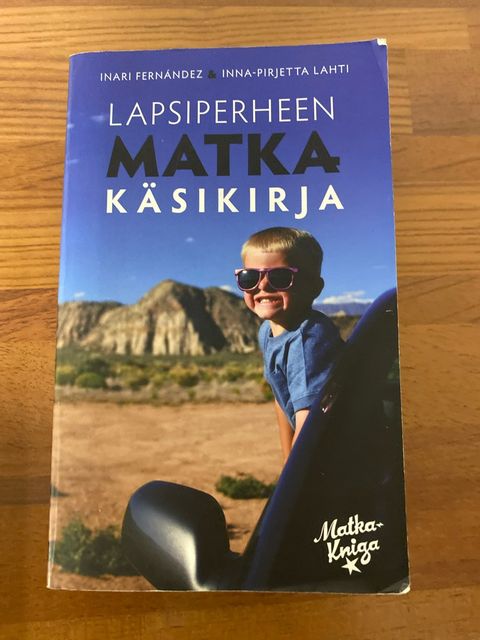 INARI FERNÁNDEZ & INNA-PIRJETTA LAHTI
LAPSIPERHEEN
MATKA
KÄSIKIRJA
Matka-
Kniga